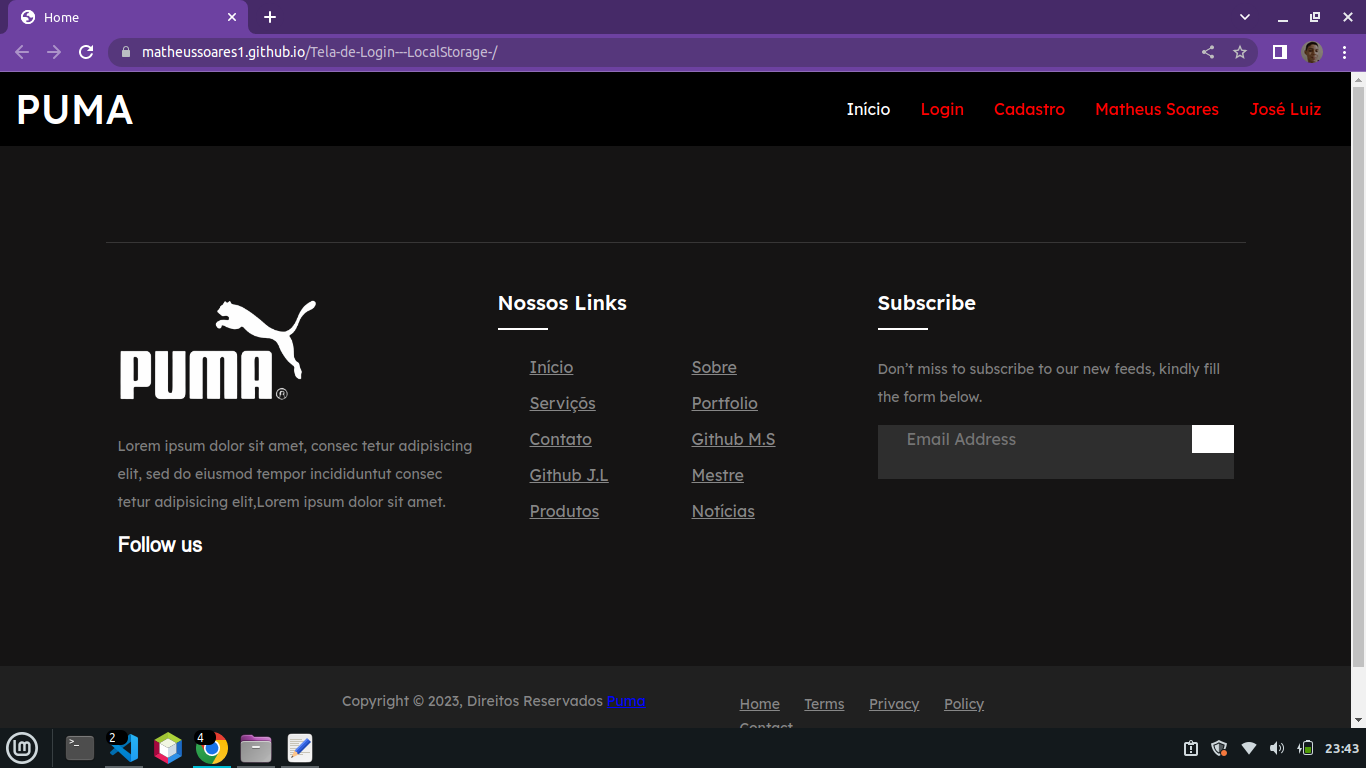 Home
matheussoares1.github.io/Tela-de-Login---LocalStorage-/
PUMA
Início Login Cadastro Matheus Soares José Luiz
PUMA ®
Lorem ipsum dolor sit amet, consec tetur adipisicing
elit, sed do eiusmod tempor incididuntut consec
tetur adipisicing elit,Lorem ipsum dolor sit amet.
Follow us
Nossos Links
Início Sobre
Serviçõs Portfolio
Contato Github M.S
Github J.L Mestre
Produtos Notícias
Subscribe
Don't miss to subscribe to our new feeds, kindly fill
the form below.
Email Address
Copyright © 2023, Direitos Reservados Puma
Home Terms Privacy Policy
Contact
2 4
23:43